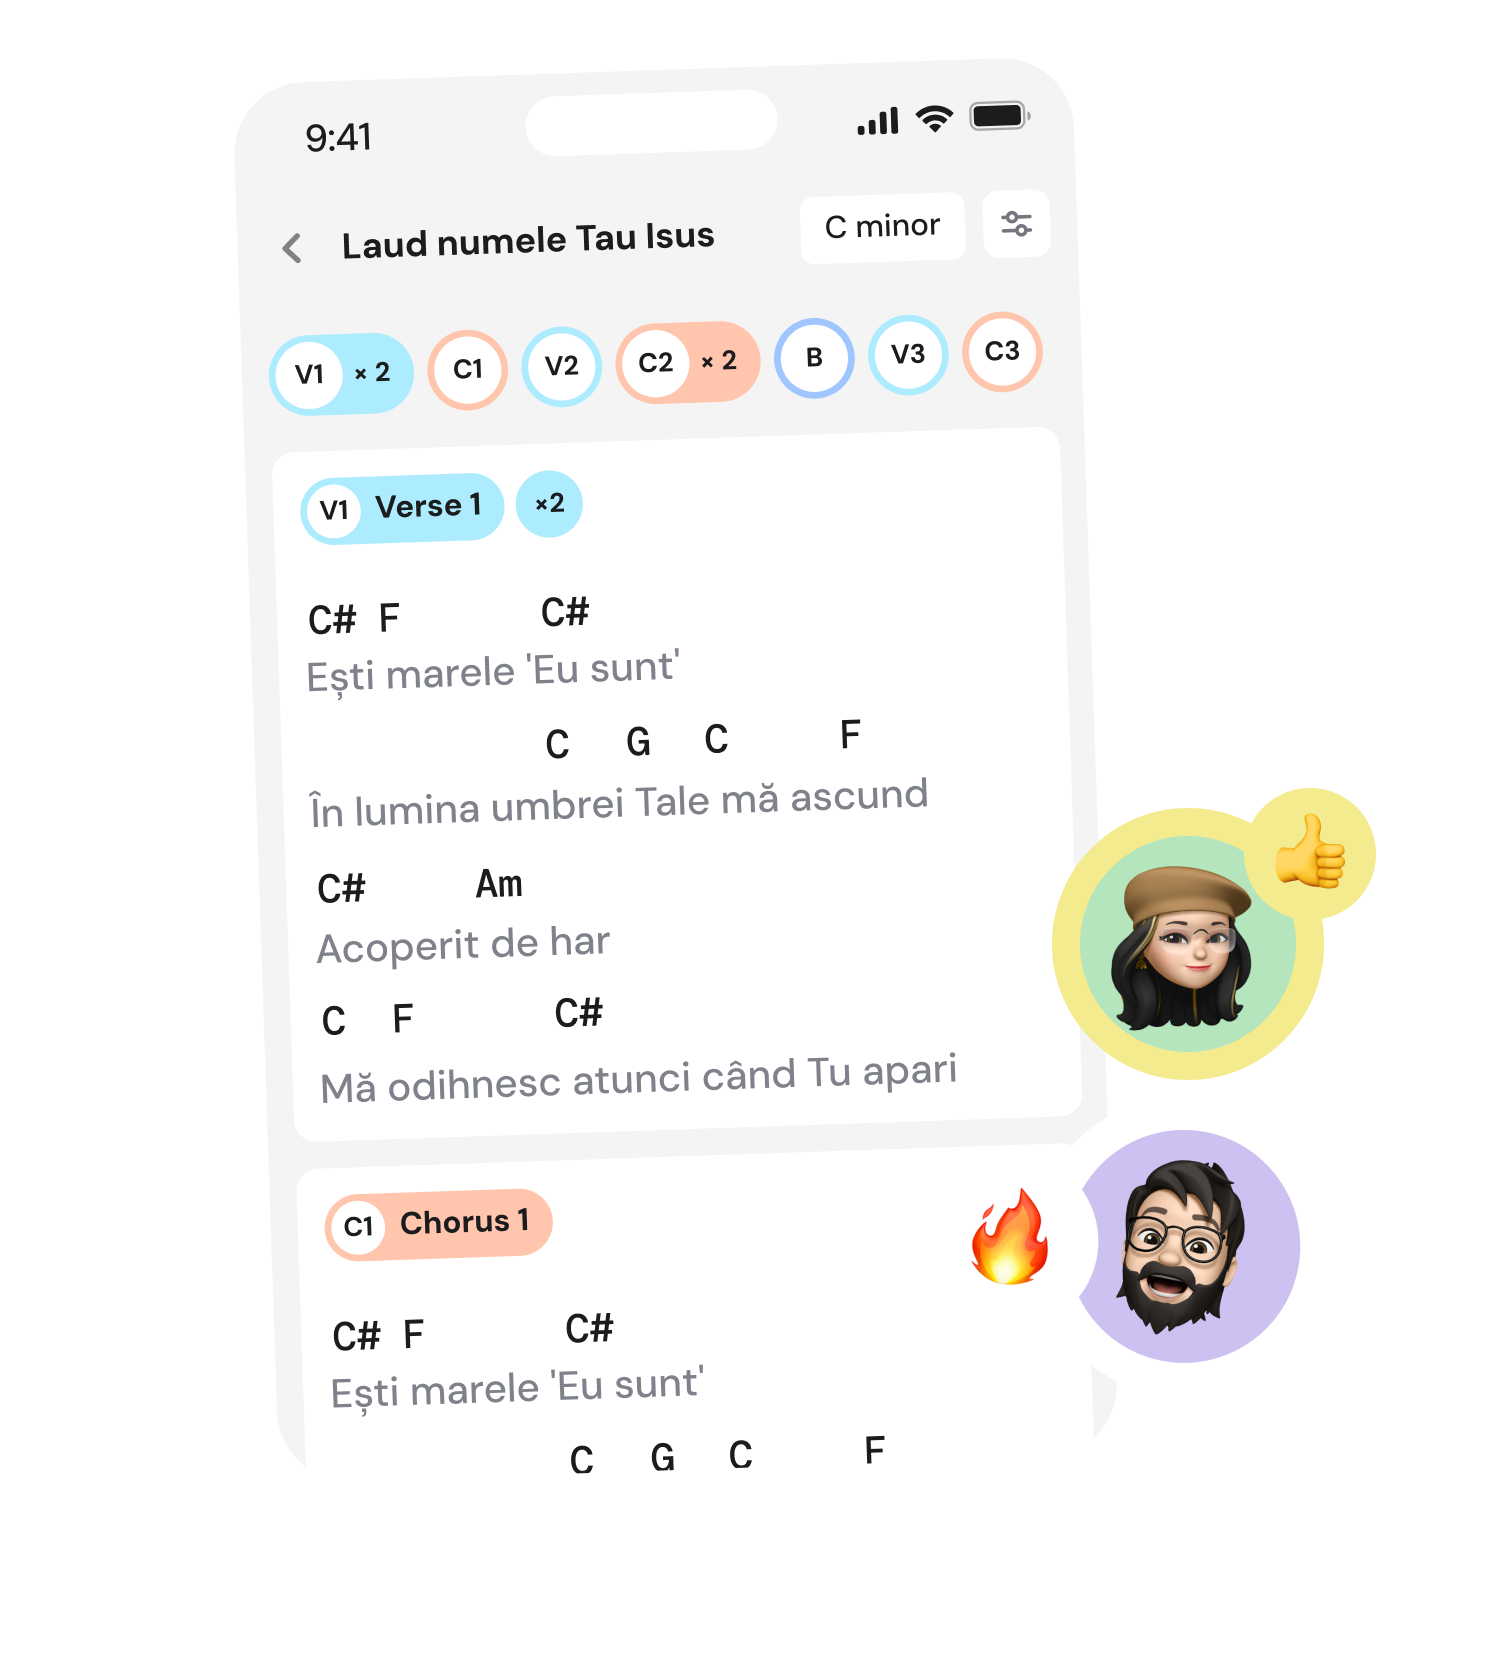 9:41
Laud numele Tau Isus
C minor
V1 × 2 C1 V2 C2 × 2 B V3 C3
V1 Verse 1 ×2
C# F C#
Ești marele 'Eu sunt'
C G C F
În lumina umbrei Tale mă ascund
C# Am
Acoperit de har
C F C#
Mă odihnesc atunci când Tu apari
C1 Chorus 1
C# F C#
Ești marele 'Eu sunt'
C G C F